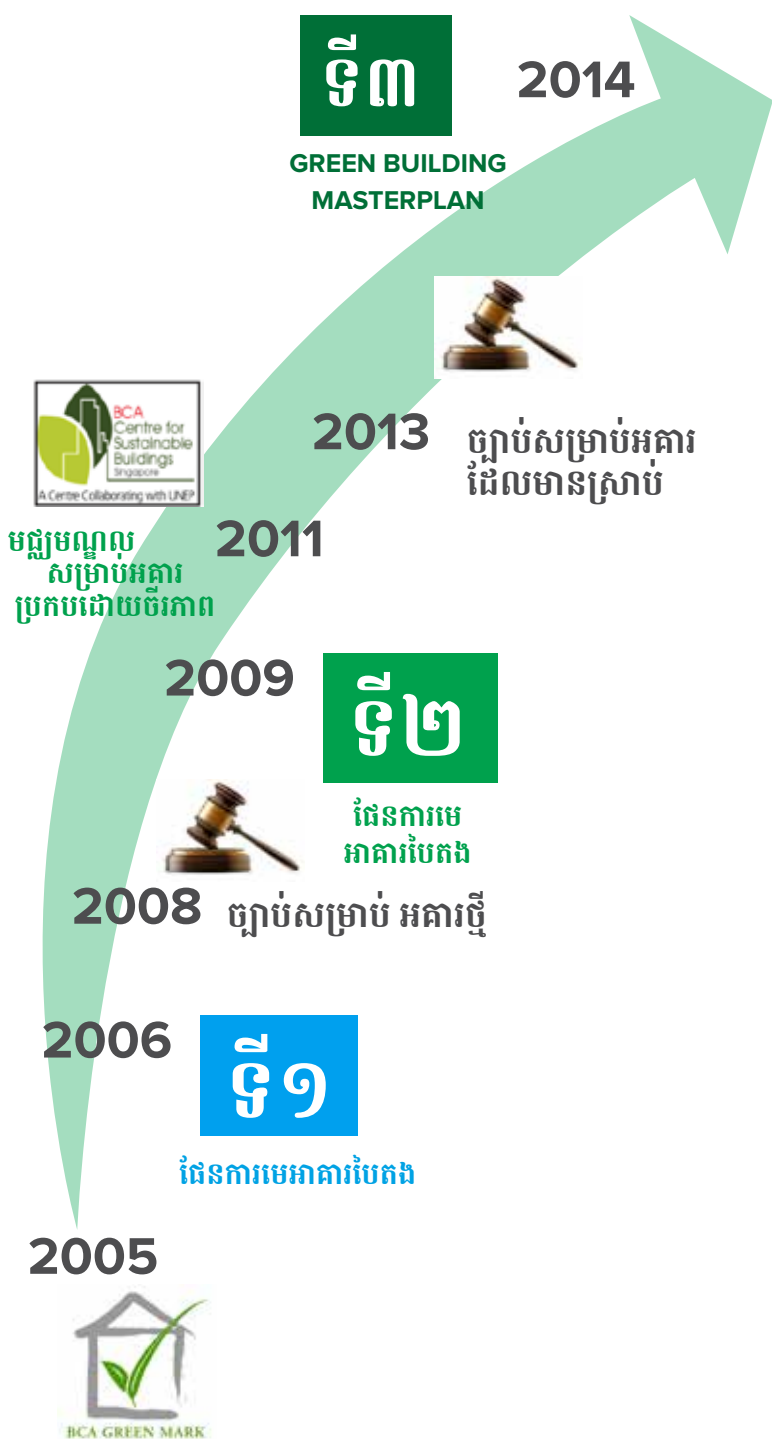 ទី៣
2014
GREEN BUILDING
MASTERPLAN
BCA
Centre for
Sustainable
Buildings
Singapore
A Centre Collaborating with UNEP
2013
ច្បាប់សម្រាប់អគារ
ដែលមានស្រាប់
2011
មជ្ឈមណ្ឌល
សម្រាប់អគារ
ប្រកបដោយចីរភាព
2009
ទី២
ផែនការមេ
អាគារបៃតង
2008
ច្បាប់សម្រាប់ អគារថ្មី
2006
ទី១
ផែនការមេអាគារបៃតង
2005
BCA GREEN MARK